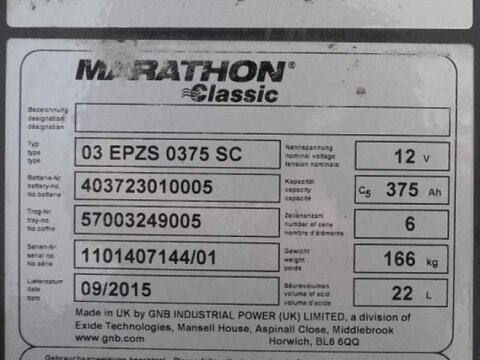 MARATHON®
Classic
Bezeichnung
designation
désignation
Typ
type
type
03 EPZS 0375 SC
Nennspannung
nominal voltage
tension nominale
12 V
Batterie-Nr
battery-no.
No.batterie
403723010005
Kapazität
capacity
capacité
C5 375 Ah
Trog-Nr.
tray-no.
No.coffre
57003249005
Zellenanzahl
number of cells
nombre d'éléments
6
Serien-Nr
serial no.
No.série
1101407144/01
Gewicht
weight
poids
166 kg
Lieferdatum
date
date
09/2015
Säurevolumen
volume of acid
volume d'acide
22 L
Made in UK by GNB INDUSTRIAL POWER (UK) LIMITED, a division of
Exide Technologies, Mansell House, Aspinall Close, Middlebrook
www.gnb.com Horwich, BL6 6QQ